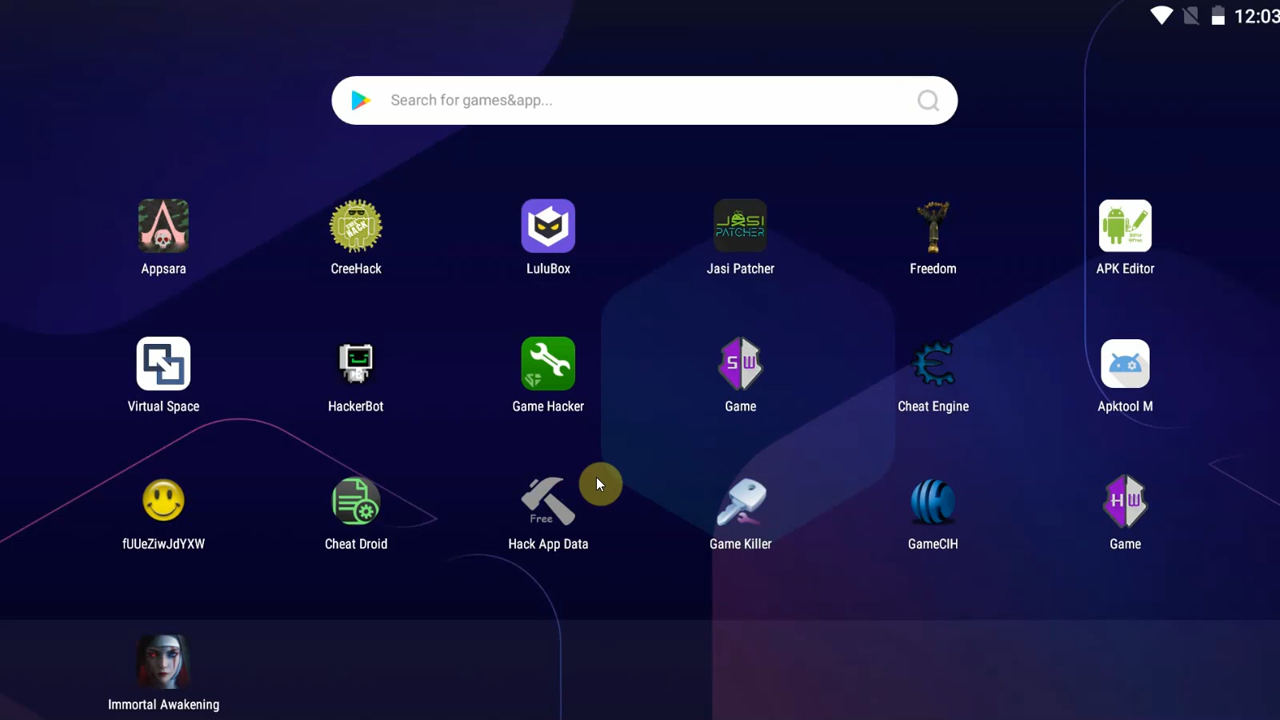 12:03
Search for games&app...
JASI
PATCHER
Appsara
CreeHack
LuluBox
Jasi Patcher
Freedom
APK Editor
SW
Virtual Space
HackerBot
Game Hacker
Game
Cheat Engine
Apktool M
Free
HW
fUUeZiwJdYXW
Cheat Droid
Hack App Data
Game Killer
GameCIH
Game
Immortal Awakening